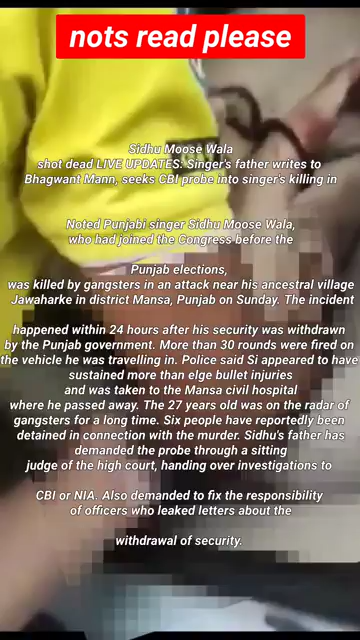 nots read please
Sidhu Moose Wala
shot dead LIVE UPDATES: Singer's father writes to
Bhagwant Mann, seeks CBI probe into singer's killing in
Noted Punjabi singer Sidhu Moose Wala,
who had joined the Congress before the
Punjab elections,
was killed by gangsters in an attack near his ancestral village
Jawaharke in district Mansa, Punjab on Sunday. The incident
happened within 24 hours after his security was withdrawn
by the Punjab government. More than 30 rounds were fired on
the vehicle he was travelling in. Police said Si appeared to have
sustained more than elge bullet injuries
and was taken to the Mansa civil hospital
where he passed away. The 27 years old was on the radar of
gangsters for a long time. Six people have reportedly been
detained in connection with the murder. Sidhu's father has
demanded the probe through a sitting
judge of the high court, handing over investigations to
CBI or NIA. Also demanded to fix the responsibility
of officers who leaked letters about the
withdrawal of security.